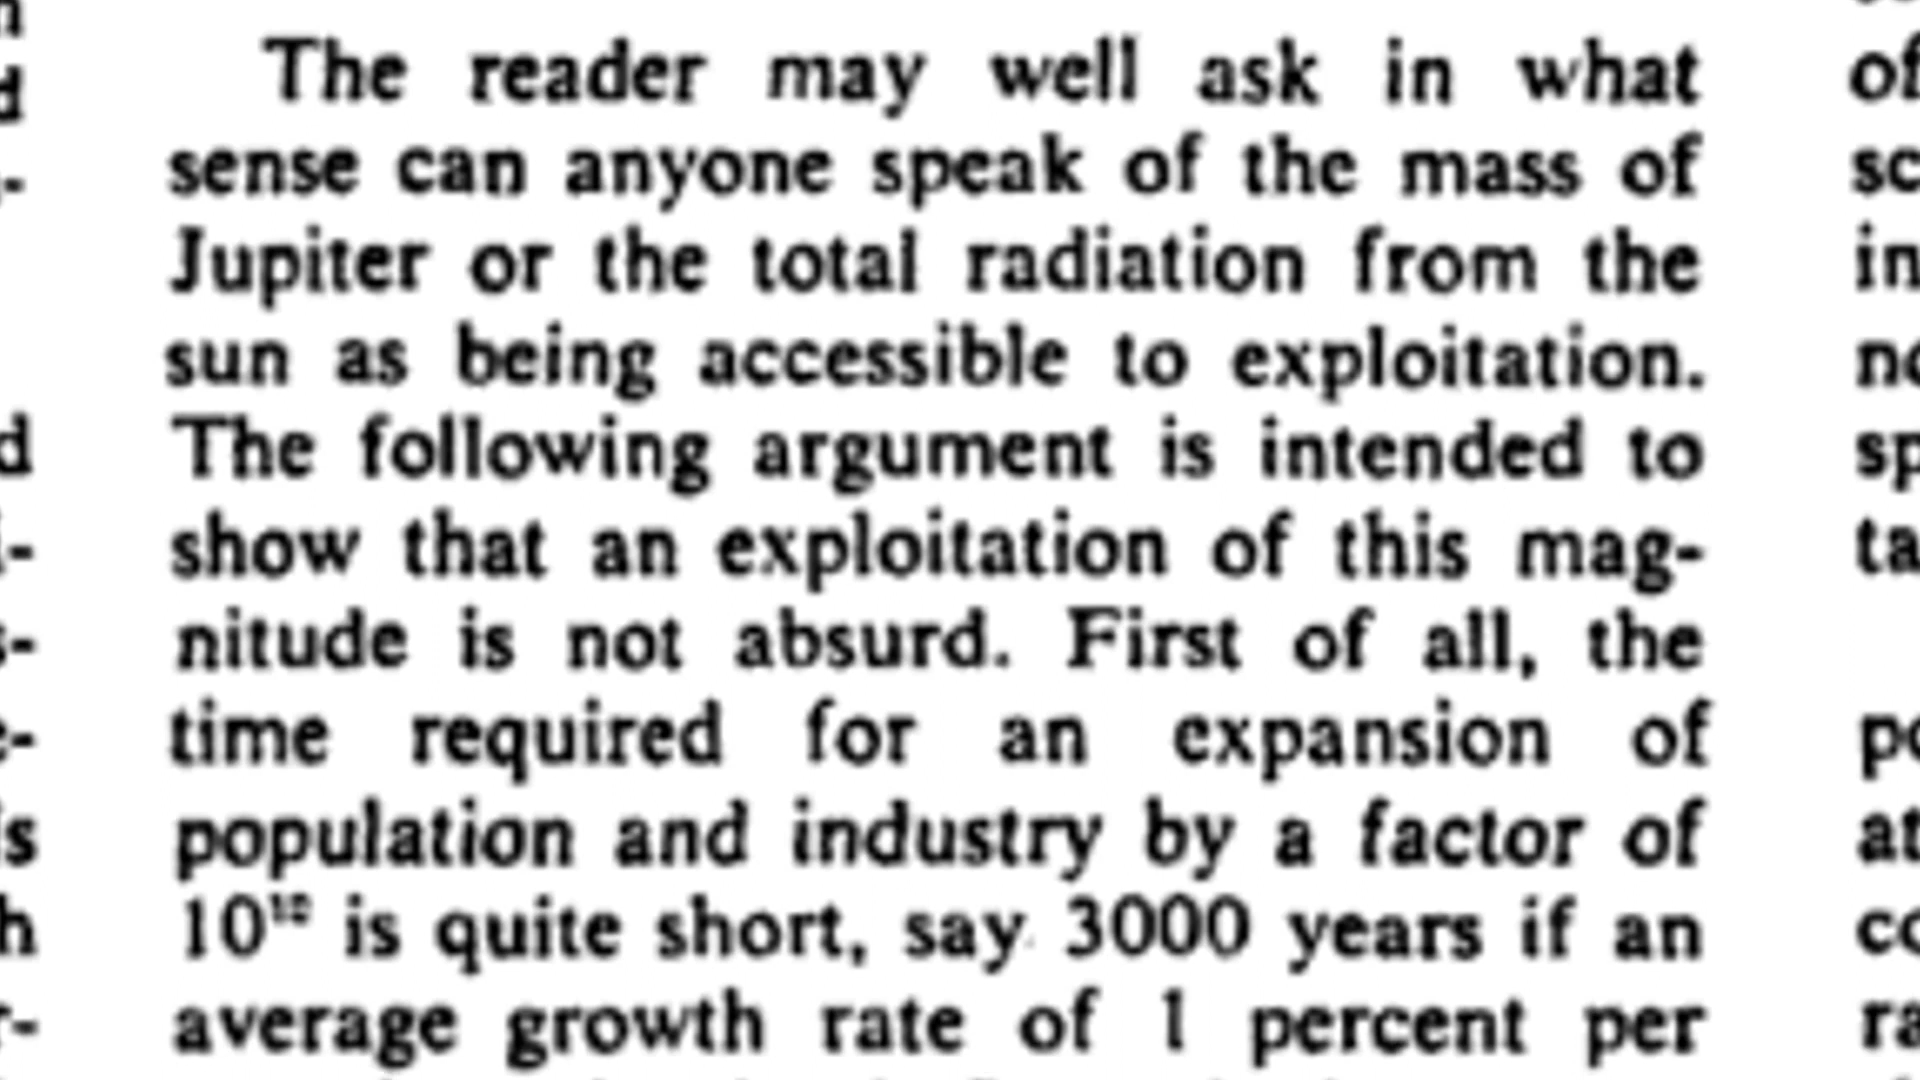 The reader may well ask in what
sense can anyone speak of the mass of
Jupiter or the total radiation from the
sun as being accessible to exploitation.
The following argument is intended to
show that an exploitation of this mag-
nitude is not absurd. First of all, the
time required for an expansion of
population and industry by a factor of
10¹² is quite short, say 3000 years if an
average growth rate of 1 percent per